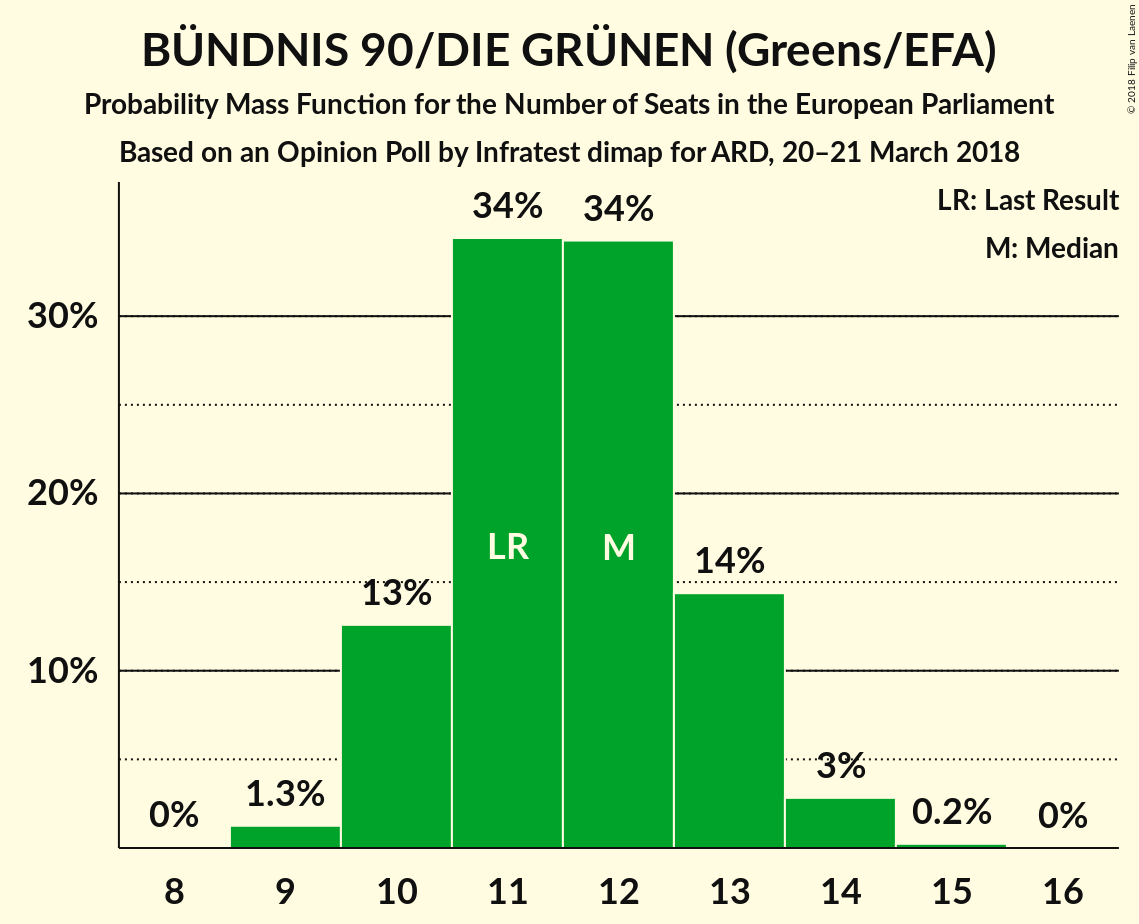 BÜNDNIS 90/DIE GRÜNEN (Greens/EFA)
Probability Mass Function for the Number of Seats in the European Parliament
Based on an Opinion Poll by Infratest dimap for ARD, 20–21 March 2018
© 2018 Filip van Laenen
LR: Last Result
M: Median
34% 34%
30%
20%
LR M
14%
13%
10%
3%
1.3%
0.2%
0% 0%
8 9 10 11 12 13 14 15 16